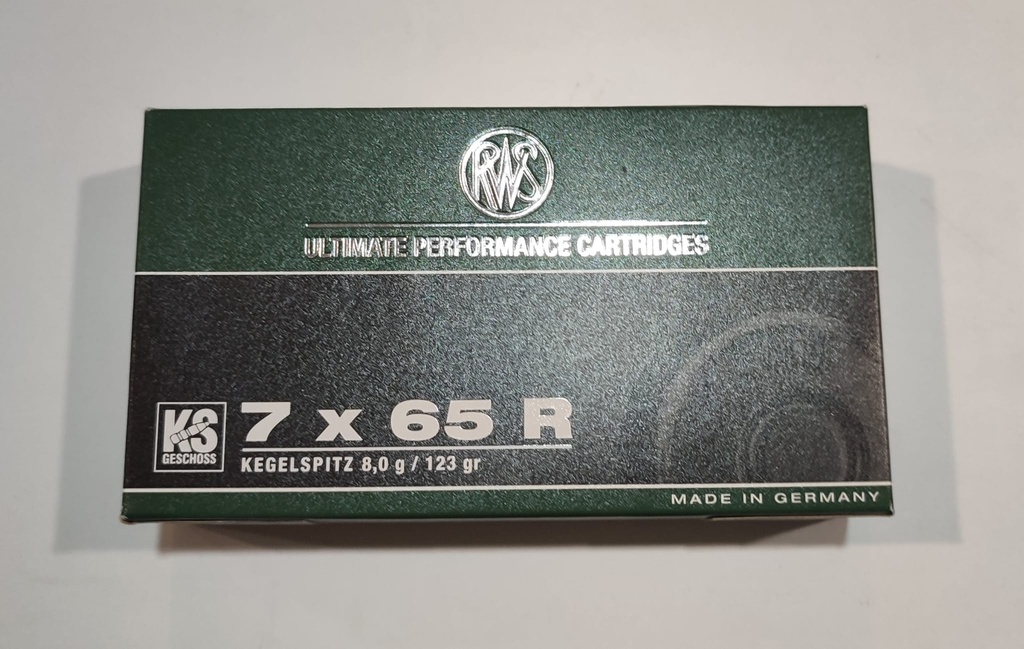 RWS
ULTIMATE PERFORMANCE CARTRIDGES
KS
GESCHOSS
7 x 65 R
KEGELSPITZ 8,0 g / 123 gr
MADE IN GERMANY